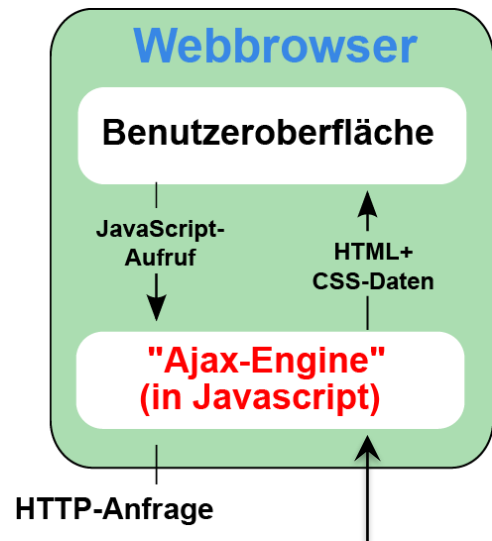 Webbrowser
Benutzeroberfläche
JavaScript-
Aufruf
HTML+
CSS-Daten
"Ajax-Engine"
(in Javascript)
HTTP-Anfrage